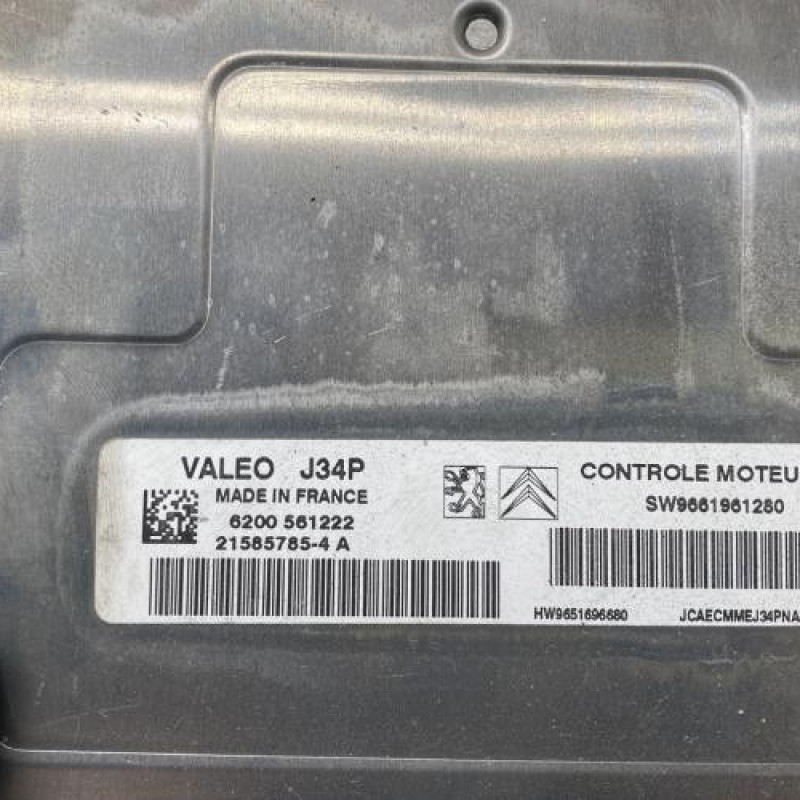 VALEO J34P
MADE IN FRANCE
6200 561222
21585785-4 A
CONTROLE MOTEU
SW9661961280
HW9651696680
JCAECMMEJ34PNA